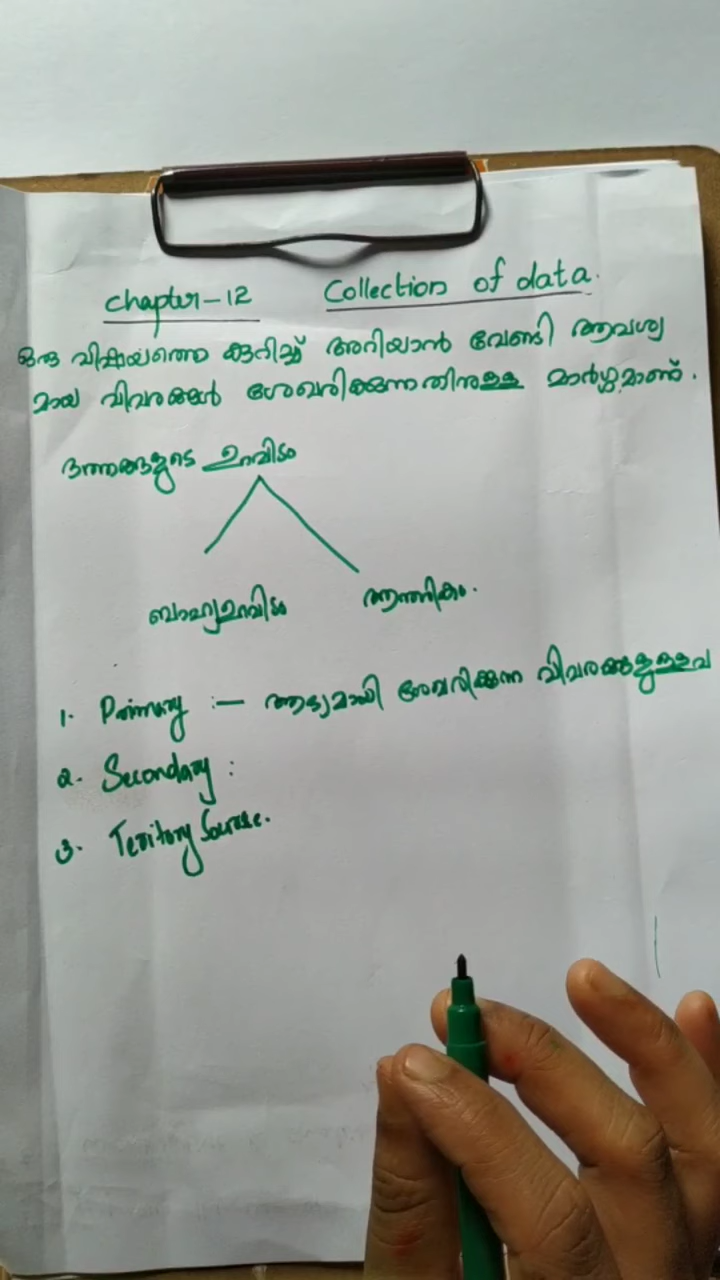 chapter-12 Collection of data.
ഒരു വിഷയത്തെ കുറിച്ച് അറിയാൻ വേണ്ടി ആവശ്യ
മായ വിവരങ്ങൾ ശേഖരിക്കുന്നതിനുള്ള മാർഗ്ഗമാണ്.
ദത്തങ്ങളുടെ ഉറവിടം
ബാഹ്യഉറവിടം ആന്തരികം.
1. Primary :— ആദ്യമായി ശേഖരിക്കുന്ന വിവരങ്ങളുള്ളവ
2. Secondary :
3. Teritory Source.